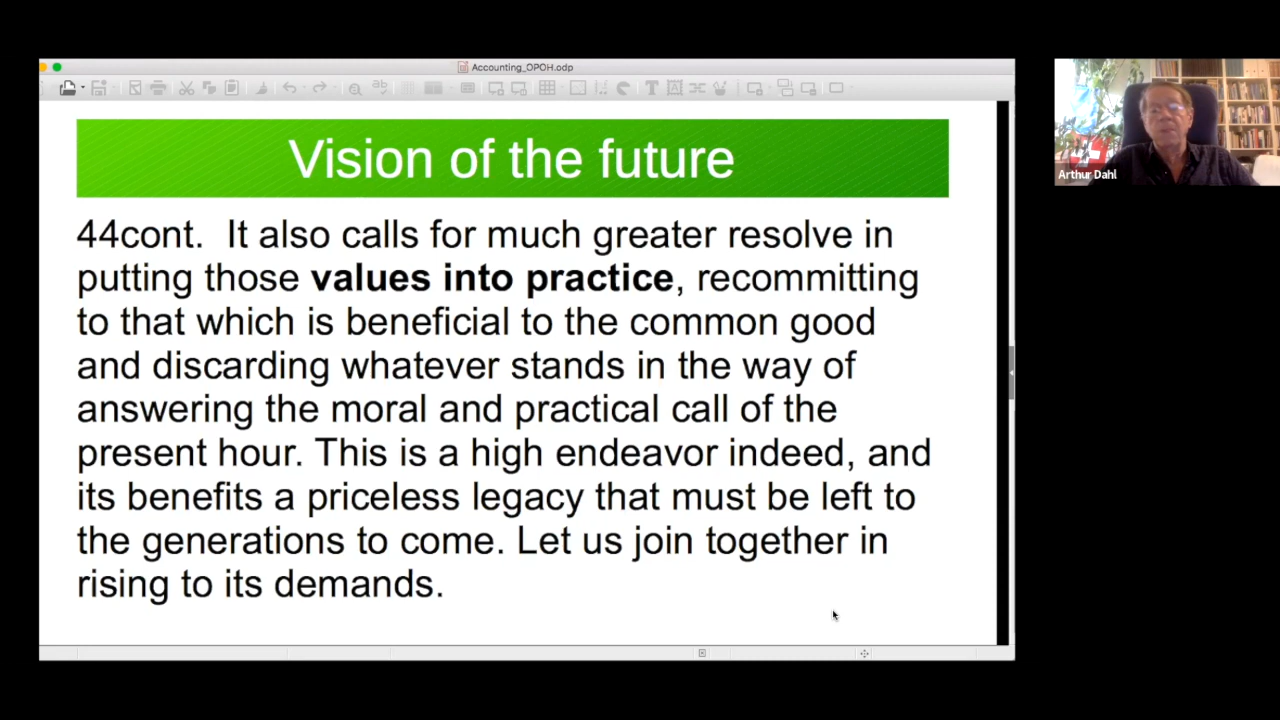 Accounting_OPOH.odp
Vision of the future
44cont. It also calls for much greater resolve in
putting those values into practice, recommitting
to that which is beneficial to the common good
and discarding whatever stands in the way of
answering the moral and practical call of the
present hour. This is a high endeavor indeed, and
its benefits a priceless legacy that must be left to
the generations to come. Let us join together in
rising to its demands.
Arthur Dahl